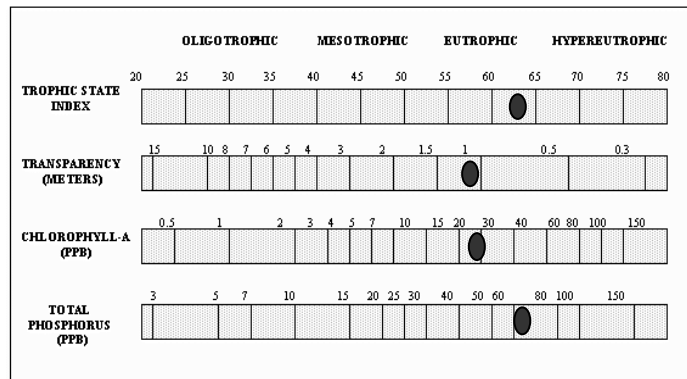 OLIGOTROPHIC MESOTROPHIC EUTROPHIC HYPEREUTROPHIC
20 25 30 35 40 45 50 55 60 65 70 75 80
TROPHIC STATE
INDEX
15 10 8 7 6 5 4 3 2 1.5 1 0.5 0.3
TRANSPARENCY
(METERS)
0.5 1 2 3 4 5 7 10 15 20 30 40 60 80 100 150
CHLOROPHYLL-A
(PPB)
3 5 7 10 15 20 25 30 40 50 60 80 100 150
TOTAL
PHOSPHORUS
(PPB)